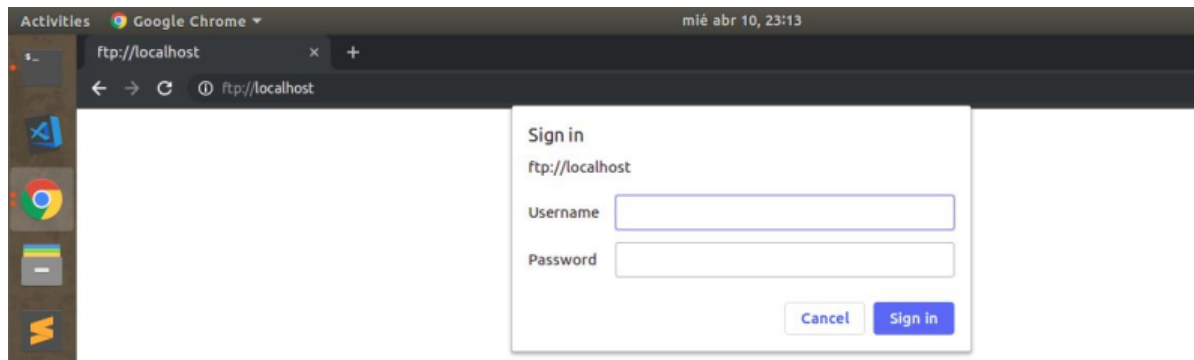 Activities Google Chrome mié abr 10, 23:13
ftp://localhost
ftp://localhost
Sign in
ftp://localhost
Username
Password
Cancel Sign in